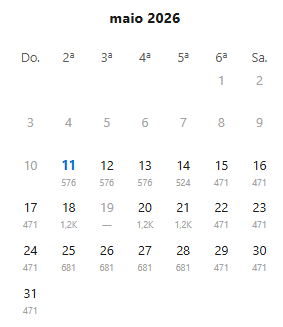 maio 2026
Do. 2ª 3ª 4ª 5ª 6ª Sa.
1 2
3 4 5 6 7 8 9
10 11 12 13 14 15 16
576 576 576 524 471 471
17 18 19 20 21 22 23
471 1,2K — 1,2K 1,2K 471 471
24 25 26 27 28 29 30
471 681 681 681 681 471 471
31
471